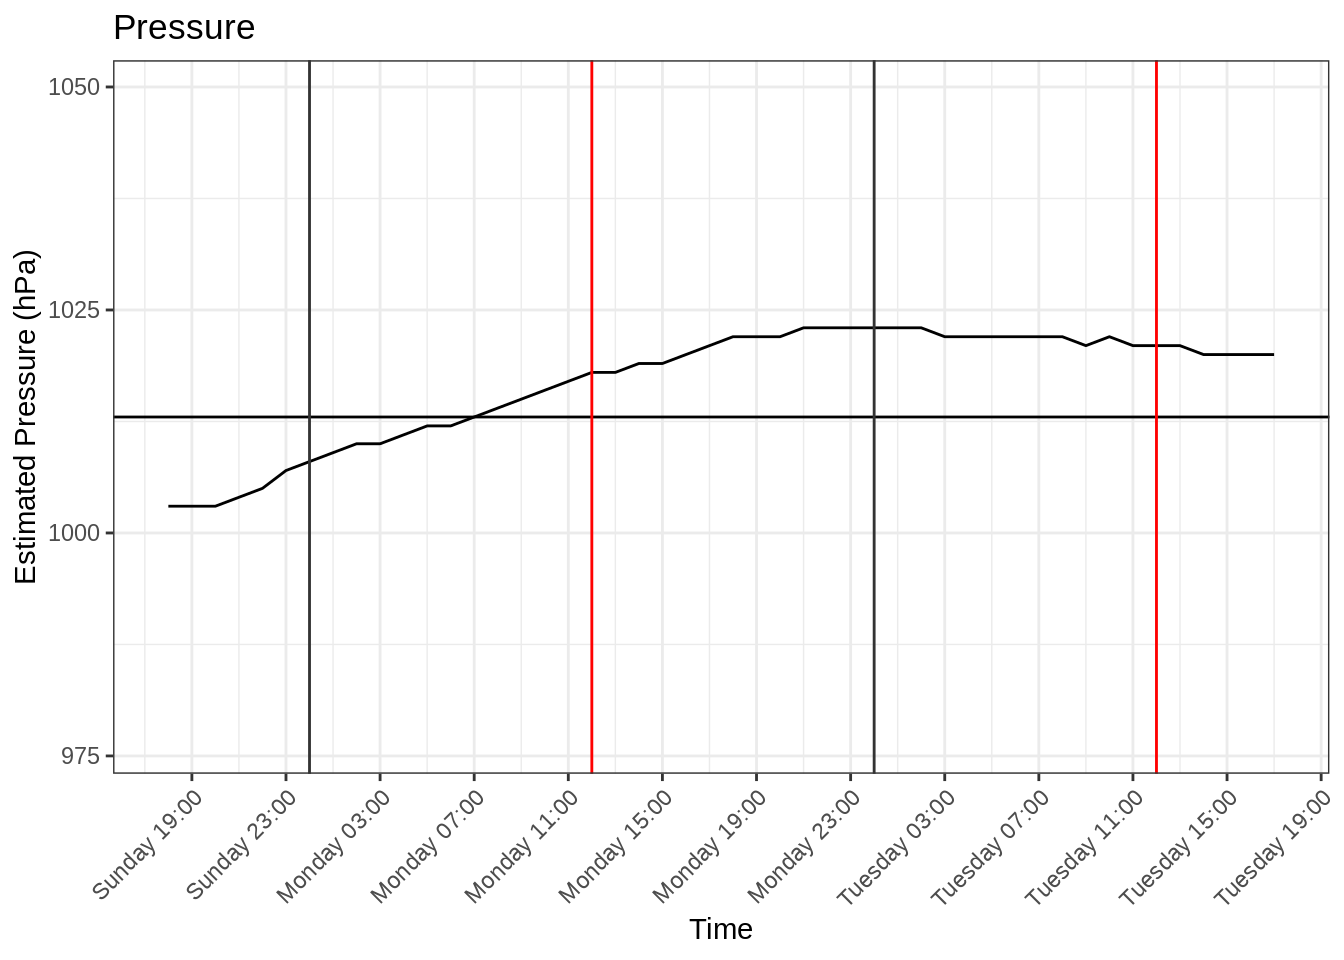 Pressure
Estimated Pressure (hPa)
1050
1025
1000
975
Sunday 19:00
Sunday 23:00
Monday 03:00
Monday 07:00
Monday 11:00
Monday 15:00
Monday 19:00
Monday 23:00
Tuesday 03:00
Tuesday 07:00
Tuesday 11:00
Tuesday 15:00
Tuesday 19:00
Time